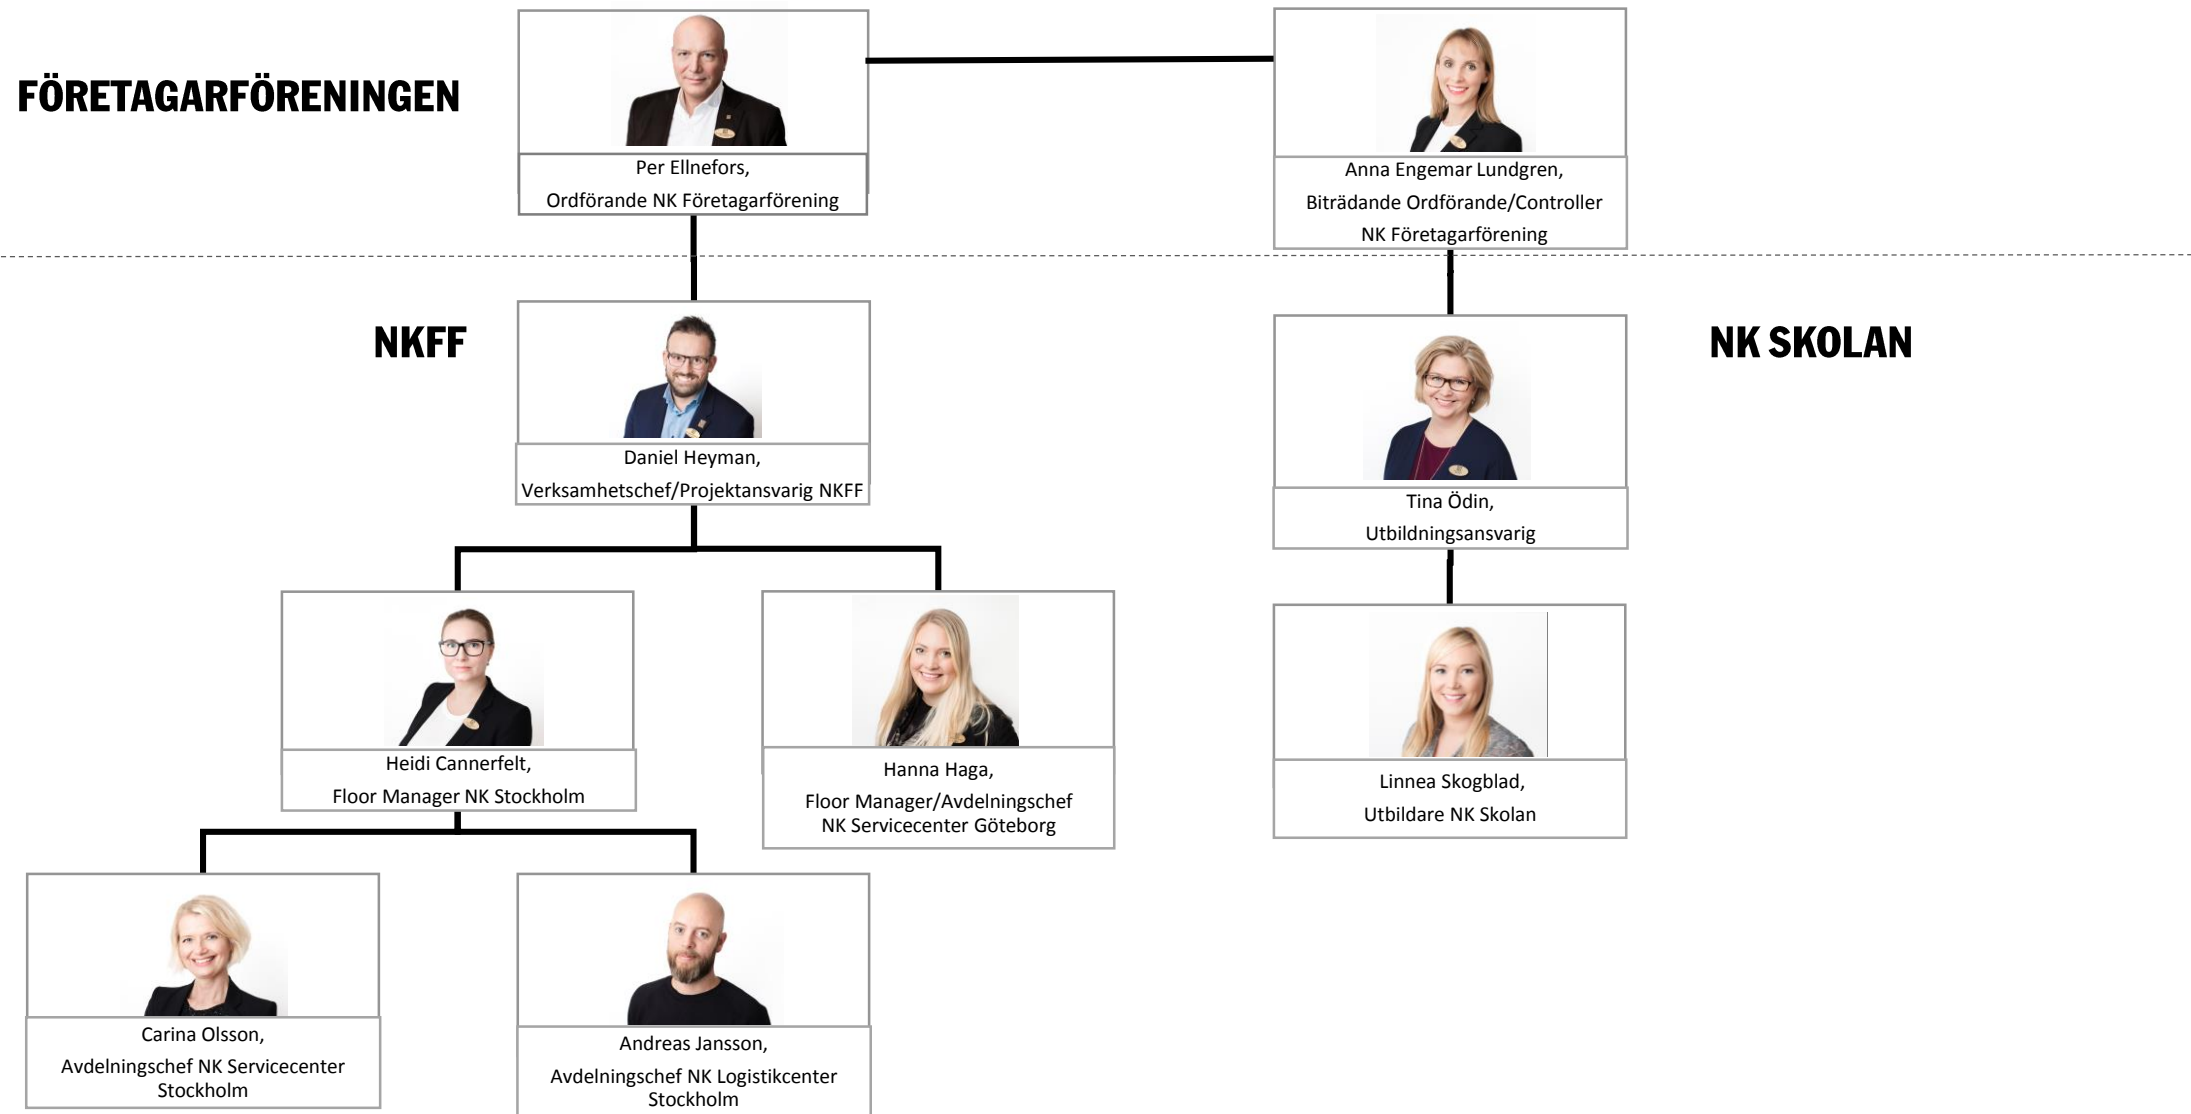 FÖRETAGARFÖRENINGEN
Per Ellnefors,
Ordförande NK Företagarförening
Anna Engemar Lundgren,
Biträdande Ordförande/Controller
NK Företagarförening
NKFF
NK SKOLAN
Daniel Heyman,
Verksamhetschef/Projektansvarig NKFF
Tina Ödin,
Utbildningsansvarig
Heidi Cannerfelt,
Floor Manager NK Stockholm
Hanna Haga,
Floor Manager/Avdelningschef
NK Servicecenter Göteborg
Linnea Skogblad,
Utbildare NK Skolan
Carina Olsson,
Avdelningschef NK Servicecenter
Stockholm
Andreas Jansson,
Avdelningschef NK Logistikcenter
Stockholm